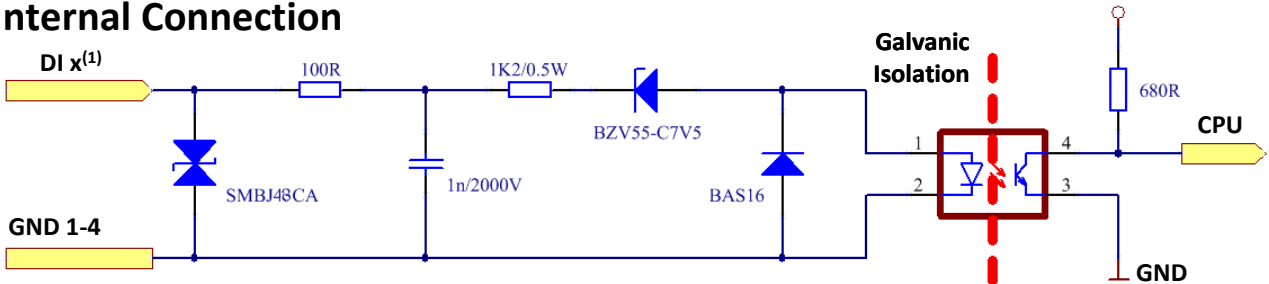 nternal Connection
DI x(1)
100R
1K2/0.5W
Galvanic
Isolation
680R
BZV55-C7V5
CPU
1
4
1n/2000V
SMBJ48CA
BAS16
2
3
GND 1-4
GND